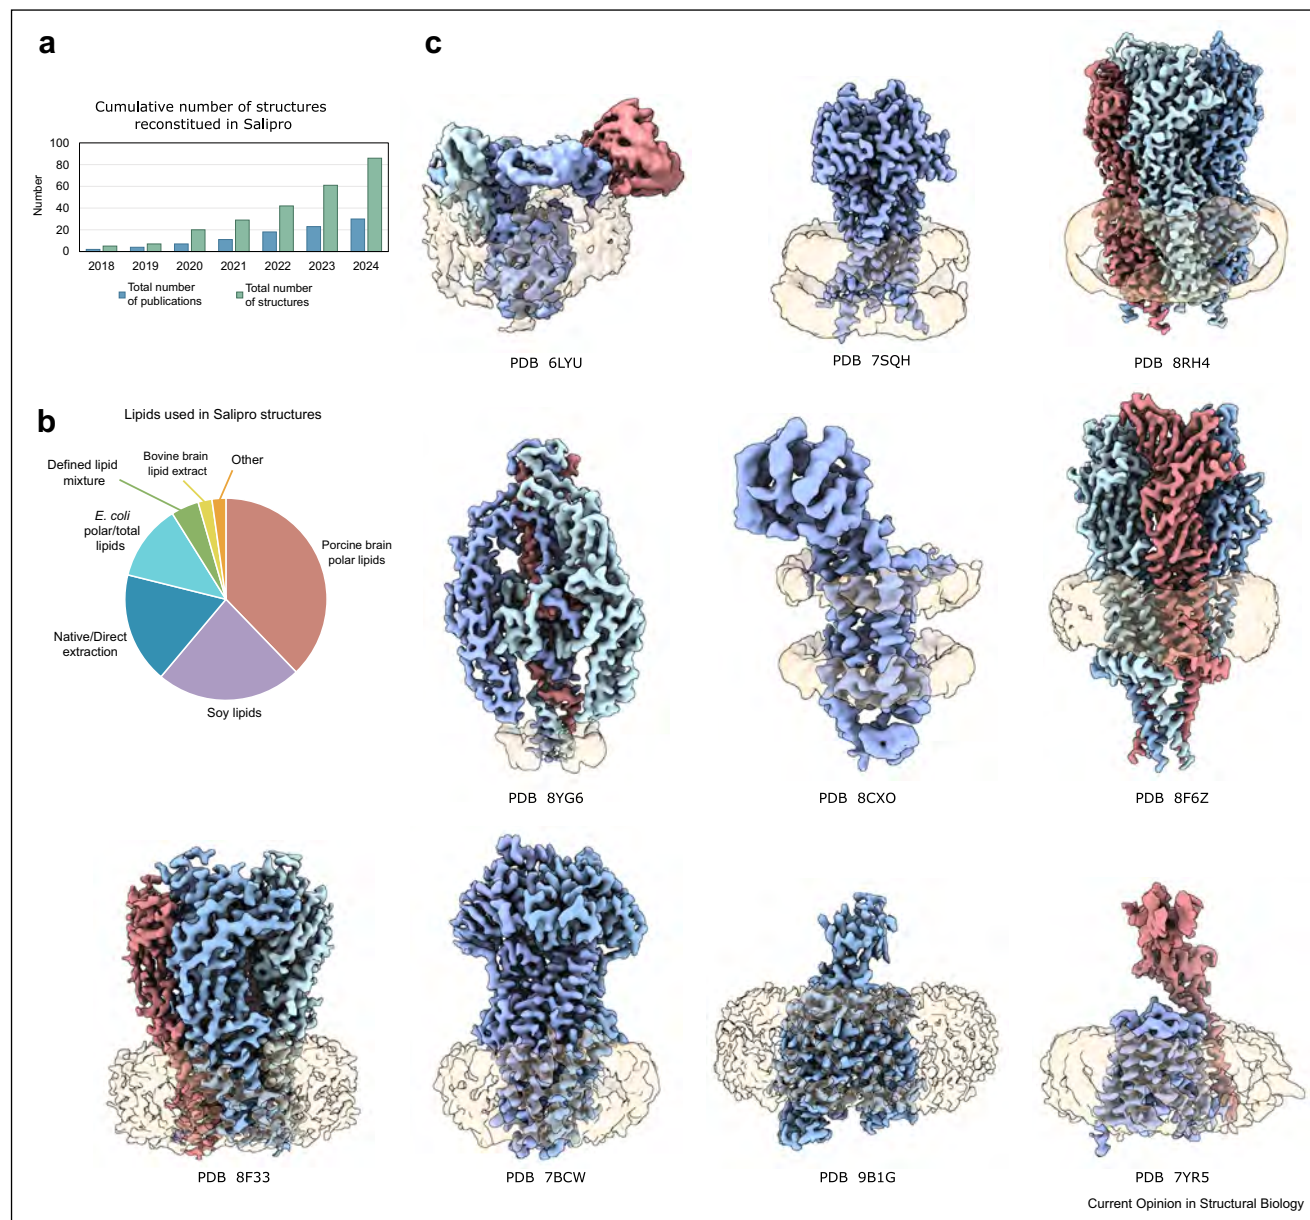 a
Cumulative number of structures
reconstitued in Salipro
Number
100
80
60
40
20
0
2018 2019 2020 2021 2022 2023 2024
Total number
of publications
Total number
of structures
b
Lipids used in Salipro structures
Bovine brain
lipid extract
Other
Defined lipid
mixture
E. coli
polar/total
lipids
Porcine brain
polar lipids
Native/Direct
extraction
Soy lipids
c
PDB 6LYU
PDB 7SQH
PDB 8RH4
PDB 8YG6
PDB 8CXO
PDB 8F6Z
PDB 8F33
PDB 7BCW
PDB 9B1G
PDB 7YR5
Current Opinion in Structural Biology